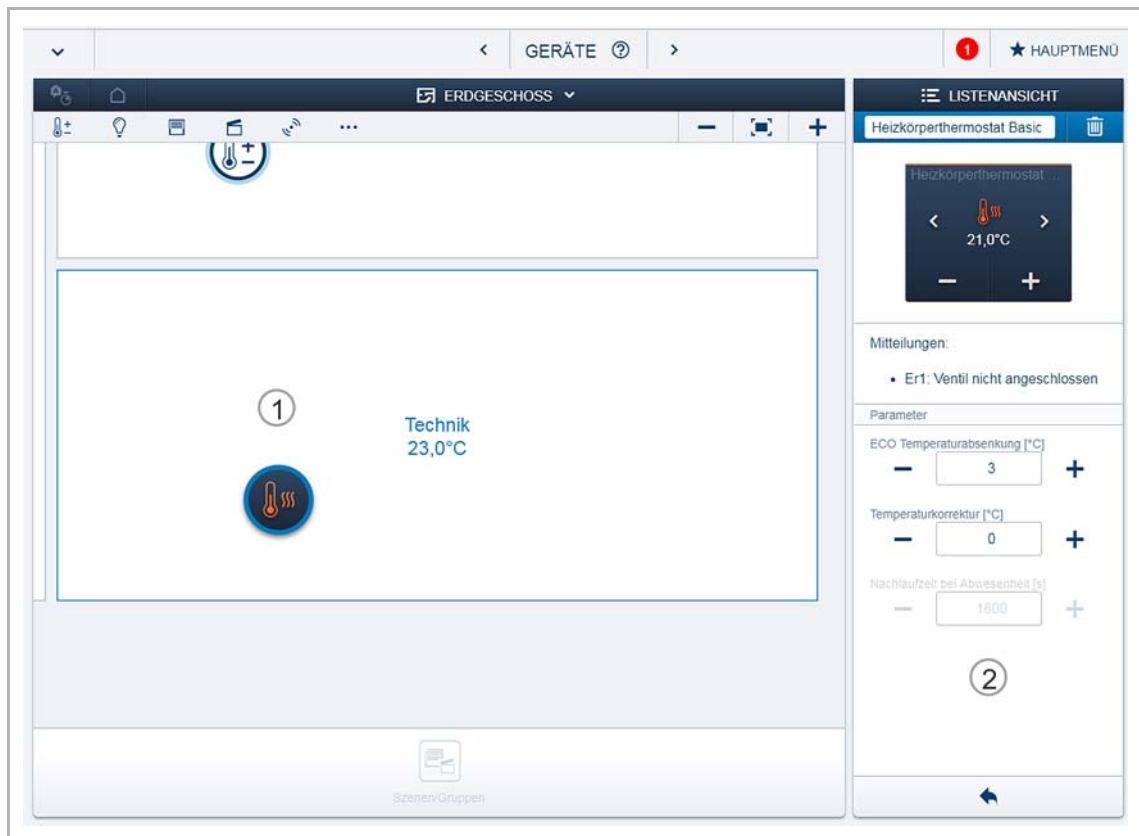 GERÄTE
1
HAUPTMENÜ
ERDGESCHOSS
LISTENANSICHT
Heizkörperthermostat Basic
Heizkörperthermostat ...
21,0°C
Mitteilungen:
• Er1: Ventil nicht angeschlossen
Parameter
ECO Temperaturabsenkung [°C]
3
Temperaturkorrektur [°C]
0
Nachlaufzeit bei Abwesenheit [s]
1800
2
1
Technik
23,0°C
Szenen/Gruppen